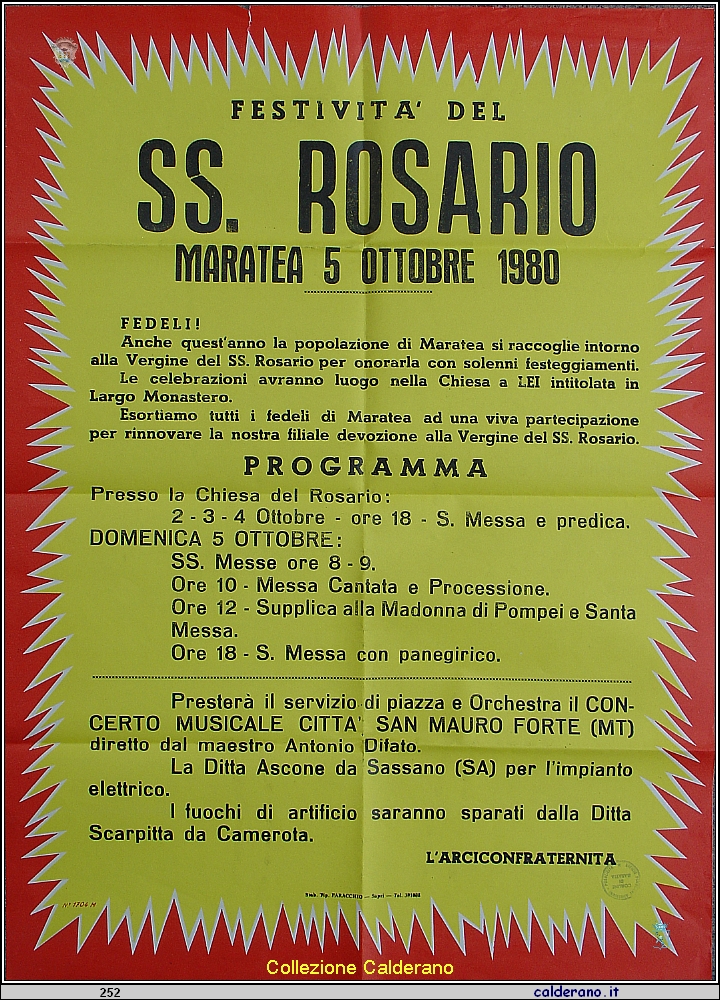 FESTIVITA' DEL
SS. ROSARIO
MARATEA 5 OTTOBRE 1980
FEDELI!
Anche quest'anno la popolazione di Maratea si raccoglie intorno
alla Vergine del SS. Rosario per onorarla con solenni festeggiamenti.
Le celebrazioni avranno luogo nella Chiesa a LEI intitolata in
Largo Monastero.
Esortiamo tutti i fedeli di Maratea ad una viva partecipazione
per rinnovare la nostra filiale devozione alla Vergine del SS. Rosario.
PROGRAMMA
Presso la Chiesa del Rosario:
2 - 3 - 4 Ottobre - ore 18 - S. Messa e predica.
DOMENICA 5 OTTOBRE:
SS. Messe ore 8 - 9.
Ore 10 - Messa Cantata e Processione.
Ore 12 - Supplica alla Madonna di Pompei e Santa
Messa.
Ore 18 - S. Messa con panegirico.
Presterà il servizio di piazza e Orchestra il CON-
CERTO MUSICALE CITTA' SAN MAURO FORTE (MT)
diretto dal maestro Antonio Difato.
La Ditta Ascone da Sassano (SA) per l'impianto
elettrico.
I fuochi di artificio saranno sparati dalla Ditta
Scarpitta da Camerota.
L'ARCICONFRATERNITA
Stab. Tip. FARACCHIO — Sapri — Tel.
N° 1704 M
Collezione Calderano
252
calderano.it